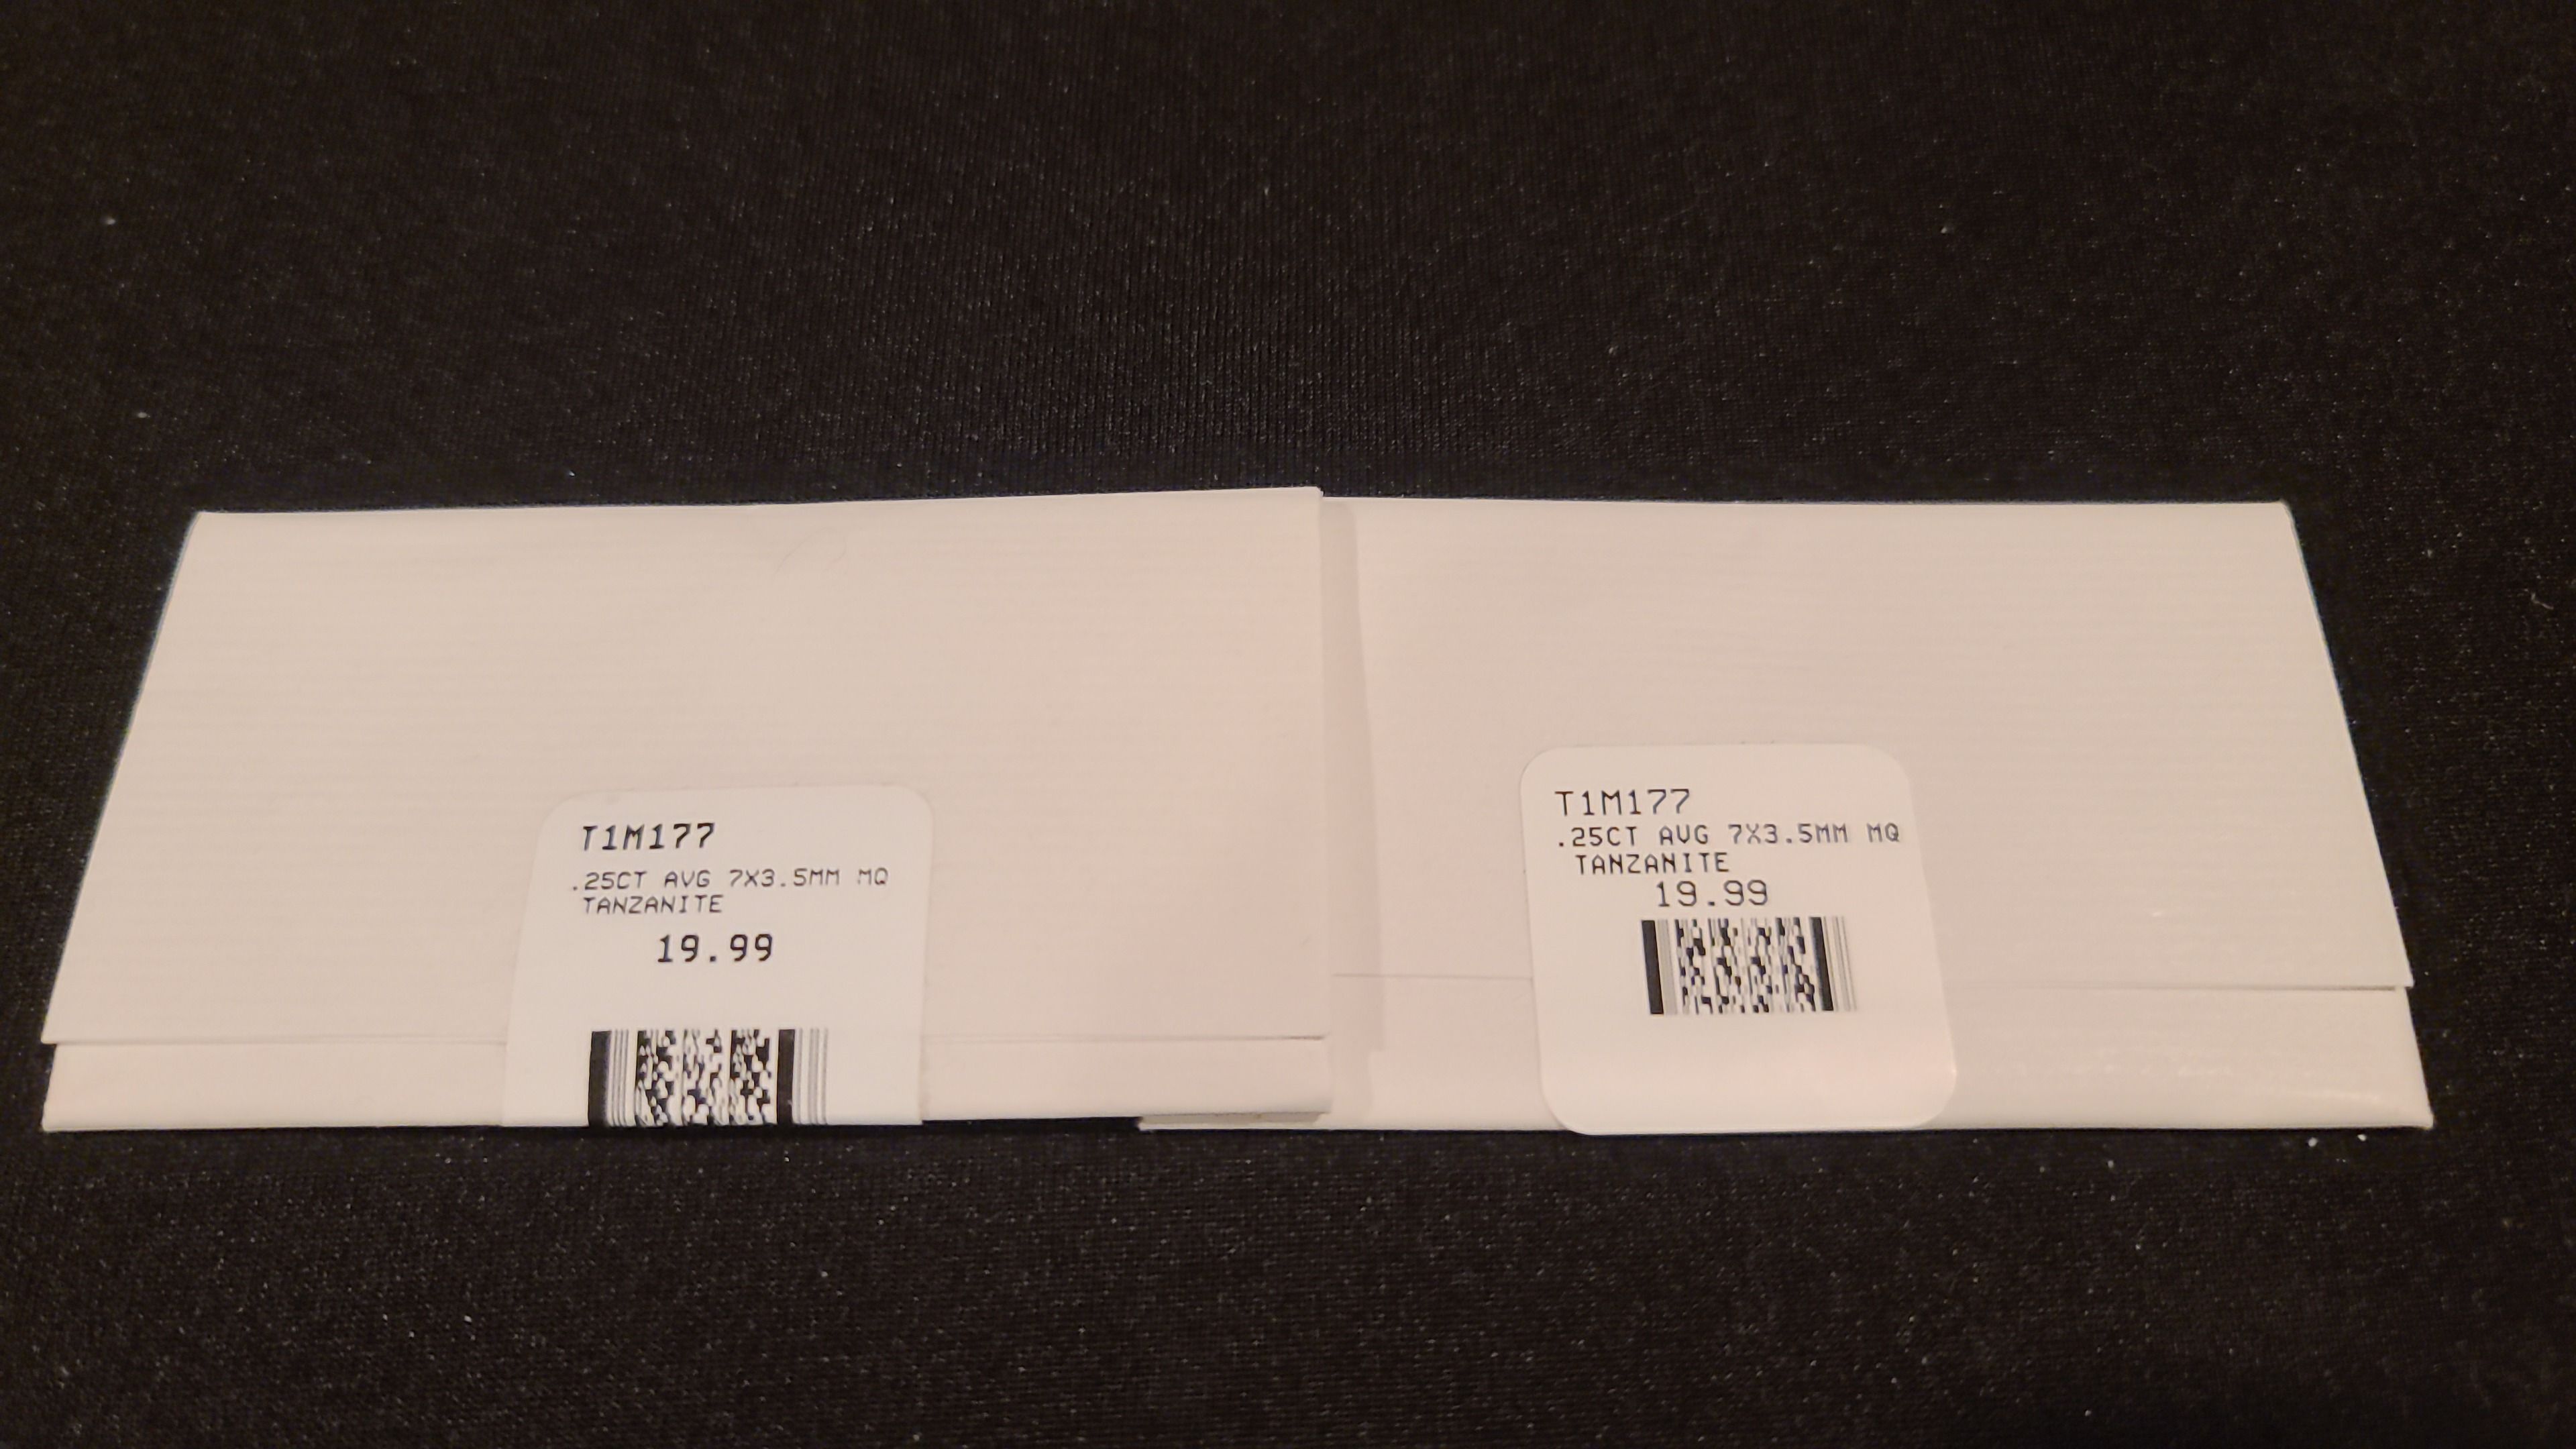 T1M177
.25CT AVG 7X3.5MM MQ
TANZANITE
19.99
T1M177
.25CT AVG 7X3.5MM MQ
TANZANITE
19.99